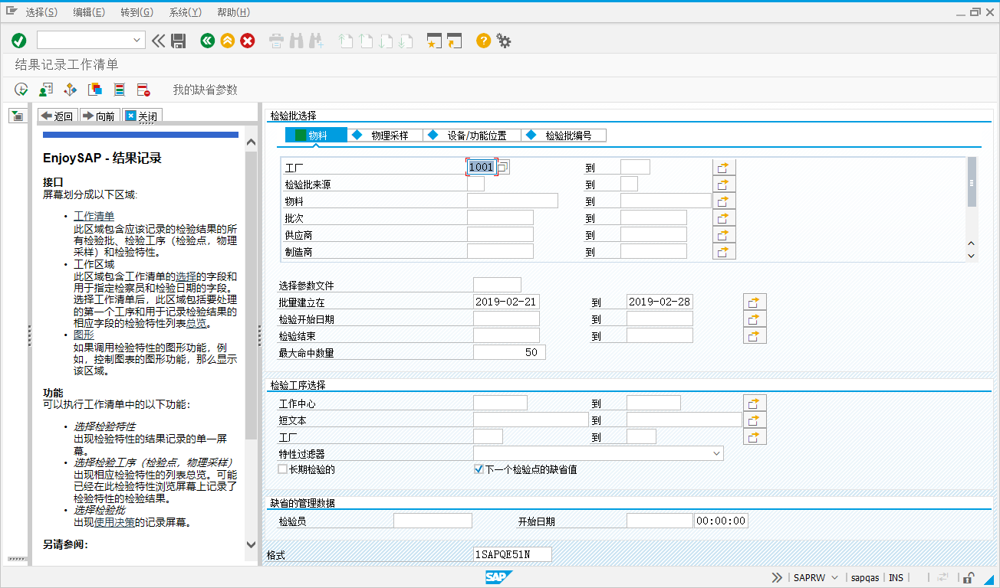 选择(S) 编辑(E) 转到(G) 系统(Y) 帮助(H)
结果记录工作清单
我的缺省参数
返回 向前 关闭
EnjoySAP - 结果记录
接口
屏幕划分成以下区域:
• 工作清单
此区域包含应该记录的检验结果的所
有检验批、检验工序（检验点，物理
采样）和检验特性。
• 工作区域
此区域包含工作清单的选择的字段和
用于指定检察员和检验日期的字段。
选择工作清单后，此区域包括要处理
的第一个工序和用于记录检验结果的
相应字段的检验特性列表总览。
• 图形
如果调用检验特性的图形功能，例
如，控制图表的图形功能，那么显示
该区域。
功能
可以执行工作清单中的以下功能：
• 选择检验特性
出现检验特性的结果记录的单一屏
幕。
• 选择检验工序（检验点，物理采样）
出现相应检验特性的列表总览。可能
已经在此检验特性浏览屏幕上记录了
检验特性的检验结果。
• 选择检验批
出现使用决策的记录屏幕。
另请参阅:
检验批选择
物料 物理采样 设备/功能位置 检验批编号
工厂 1001 到
检验批来源 到
物料 到
批次 到
供应商 到
制造商 到
选择参数文件
批量建立在 2019-02-21 到 2019-02-28
检验开始日期 到
检验结束 到
最大命中数量 50
检验工序选择
工作中心 到
短文本 到
工厂 到
特性过滤器
长期检验的 下一个检验点的缺省值
缺省的管理数据
检验员 开始日期 00:00:00
格式 1SAPQE51N
SAP SAPRW sapqas INS